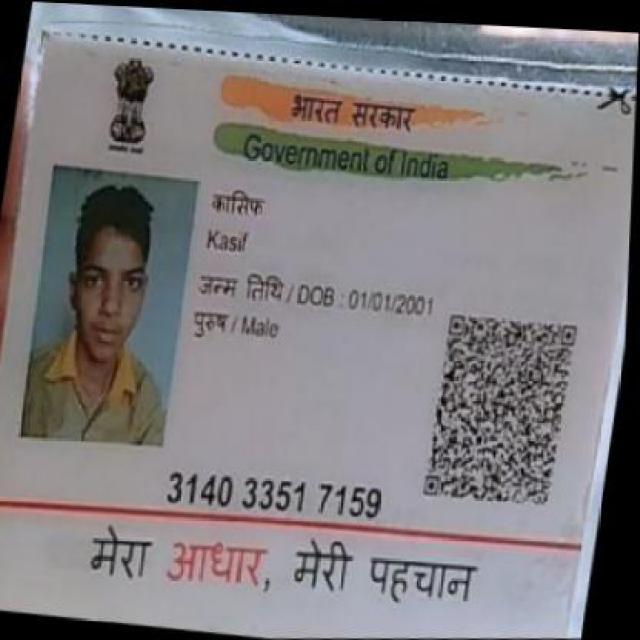 भारत सरकार
Government of India
कासिफ
Kasif
जन्म तिथि / DOB : 01/01/2001
पुरुष / Male
3140 3351 7159
मेरा आधार, मेरी पहचान